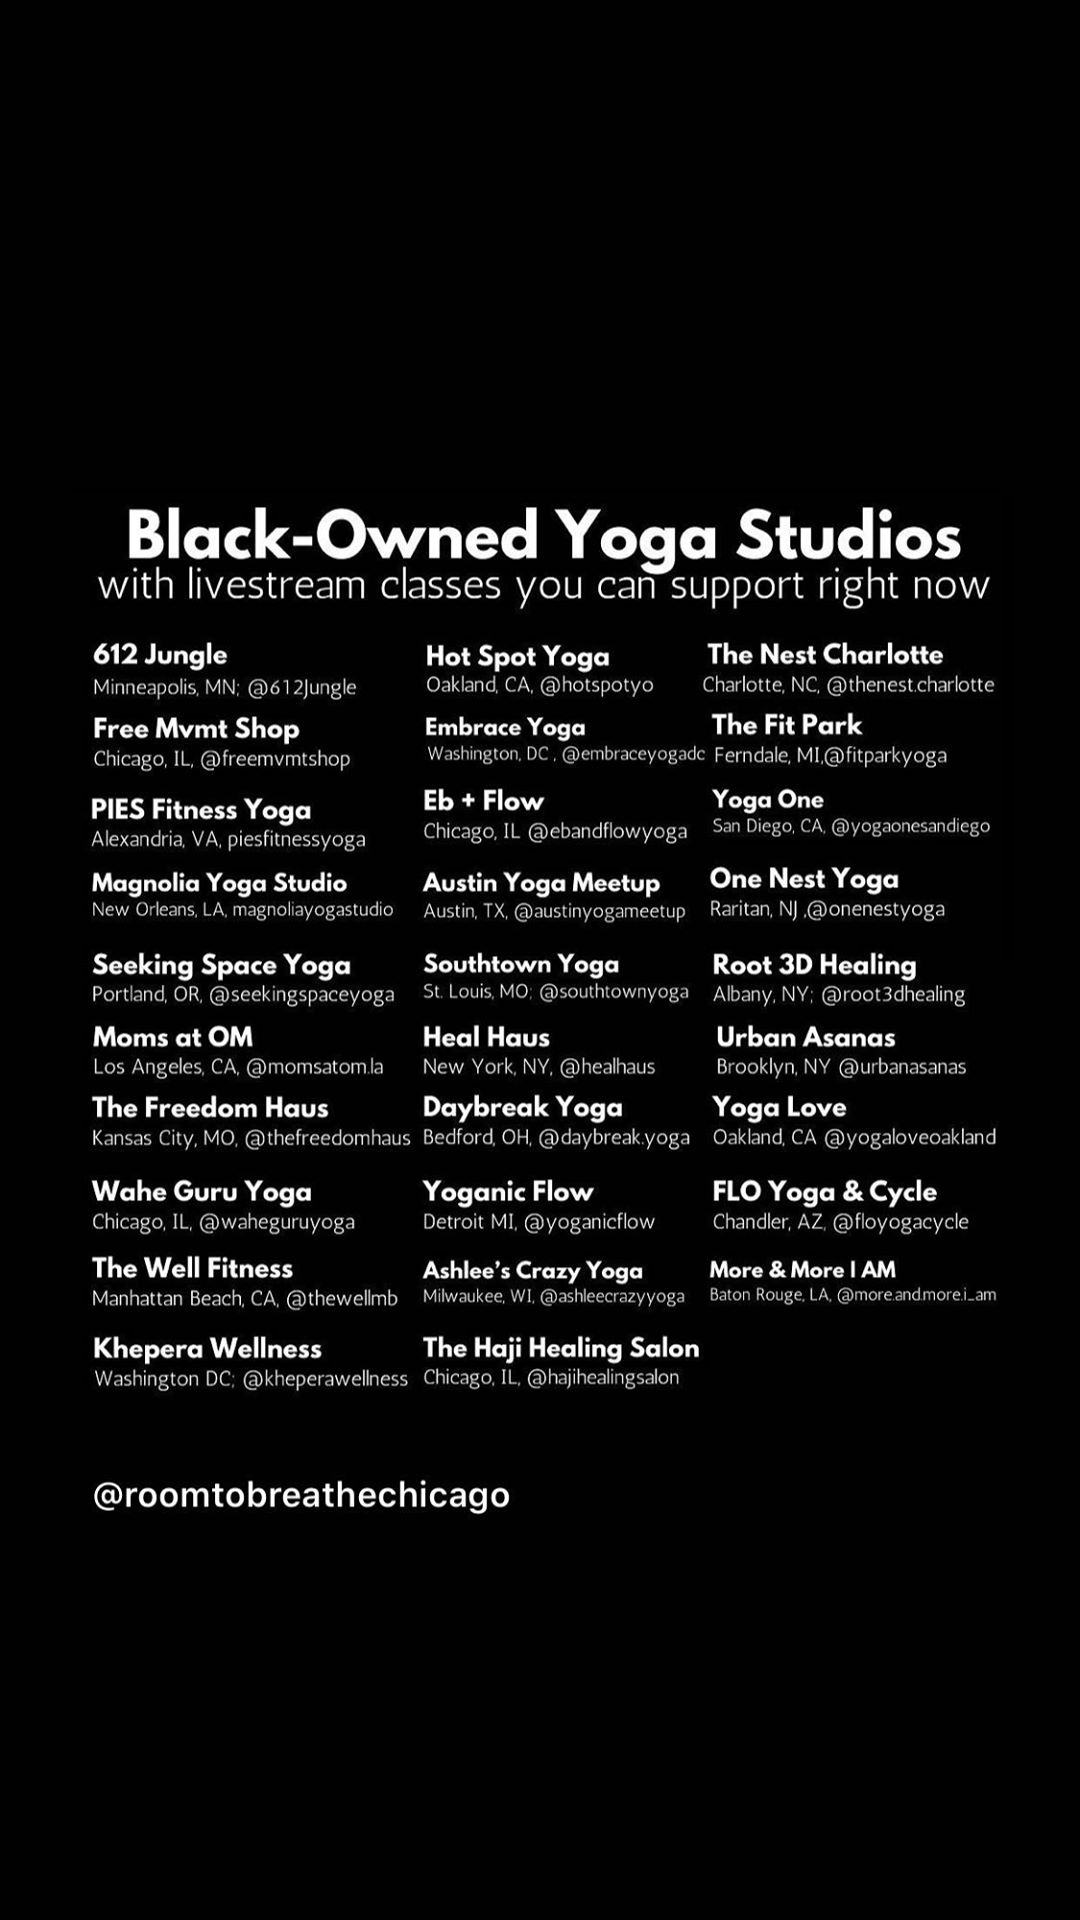 Black-Owned Yoga Studios
with livestream classes you can support right now
612 Jungle
Minneapolis, MN; @612Jungle
Free Mvmt Shop
Chicago, IL, @freemvmtshop
PIES Fitness Yoga
Alexandria, VA, piesfitnessyoga
Magnolia Yoga Studio
New Orleans, LA, magnoliayogastudio
Seeking Space Yoga
Portland, OR, @seekingspaceyoga
Moms at OM
Los Angeles, CA, @momsatom.la
The Freedom Haus
Kansas City, MO, @thefreedomhaus
Wahe Guru Yoga
Chicago, IL, @waheguruyoga
The Well Fitness
Manhattan Beach, CA, @thewellmb
Khepera Wellness
Washington DC; @kheperawellness
Hot Spot Yoga
Oakland, CA, @hotspotyo
Embrace Yoga
Washington, DC , @embraceyogadc
Eb + Flow
Chicago, IL @ebandflowyoga
Austin Yoga Meetup
Austin, TX, @austinyogameetup
Southtown Yoga
St. Louis, MO; @southtownyoga
Heal Haus
New York, NY, @healhaus
Daybreak Yoga
Bedford, OH, @daybreak.yoga
Yoganic Flow
Detroit MI, @yoganicflow
Ashlee's Crazy Yoga
Milwaukee, WI, @ashleecrazyyoga
The Haji Healing Salon
Chicago, IL, @hajihealingsalon
The Nest Charlotte
Charlotte, NC, @thenest.charlotte
The Fit Park
Ferndale, MI,@fitparkyoga
Yoga One
San Diego, CA, @yogaonesandiego
One Nest Yoga
Raritan, NJ ,@onenestyoga
Root 3D Healing
Albany, NY; @root3dhealing
Urban Asanas
Brooklyn, NY @urbanasanas
Yoga Love
Oakland, CA @yogaloveoakland
FLO Yoga & Cycle
Chandler, AZ, @floyogacycle
More & More I AM
Baton Rouge, LA, @more.and.more.i_am
@roomtobreathechicago